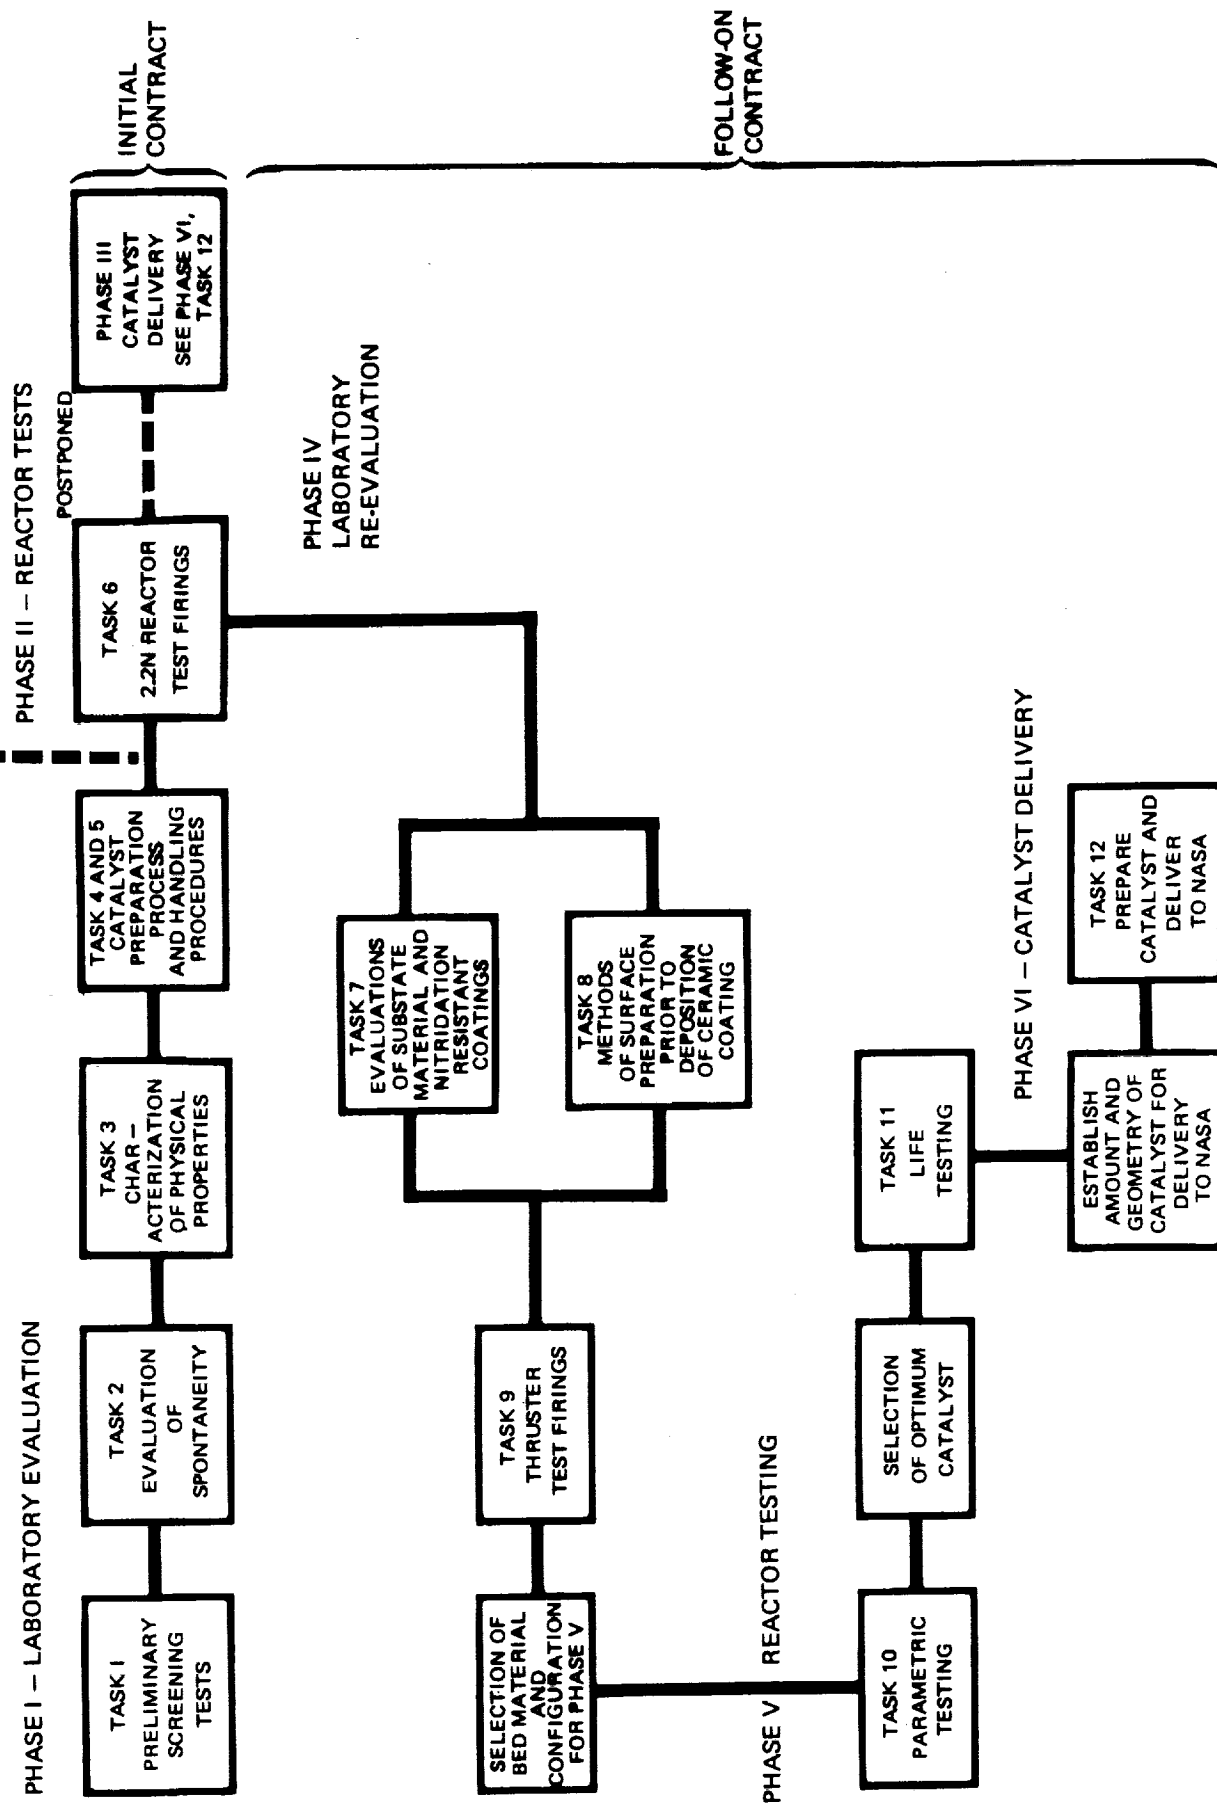 PHASE I – LABORATORY EVALUATION
PHASE II – REACTOR TESTS
TASK I
PRELIMINARY
SCREENING
TESTS
TASK 2
EVALUATION
OF
SPONTANEITY
TASK 3
CHAR–
ACTERIZATION
OF PHYSICAL
PROPERTIES
TASK 4 AND 5
CATALYST
PREPARATION
PROCESS
AND HANDLING
PROCEDURES
TASK 6
2.2N REACTOR
TEST FIRINGS
POSTPONED
PHASE III
CATALYST
DELIVERY
SEE PHASE VI,
TASK 12
INITIAL
CONTRACT
PHASE IV
LABORATORY
RE-EVALUATION
TASK 7
EVALUATIONS
OF SUBSTATE
MATERIAL AND
NITRIDATION
RESISTANT
COATINGS
TASK 8
METHODS
OF SURFACE
PREPARATION
PRIOR TO
DEPOSITION
OF CERAMIC
COATING
TASK 9
THRUSTER
TEST FIRINGS
SELECTION OF
BED MATERIAL
AND
CONFIGURATION
FOR PHASE V
FOLLOW-ON
CONTRACT
PHASE V REACTOR TESTING
TASK 10
PARAMETRIC
TESTING
SELECTION
OF OPTIMUM
CATALYST
TASK 11
LIFE
TESTING
PHASE VI – CATALYST DELIVERY
ESTABLISH
AMOUNT AND
GEOMETRY OF
CATALYST FOR
DELIVERY
TO NASA
TASK 12
PREPARE
CATALYST AND
DELIVER
TO NASA